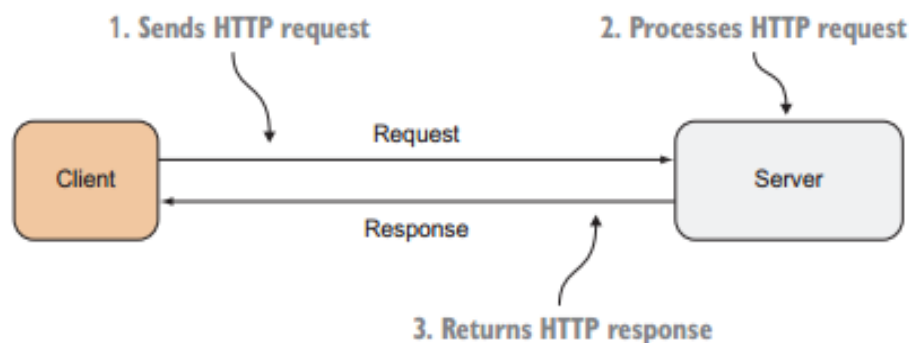 1. Sends HTTP request
2. Processes HTTP request
Request
Client
Server
Response
3. Returns HTTP response